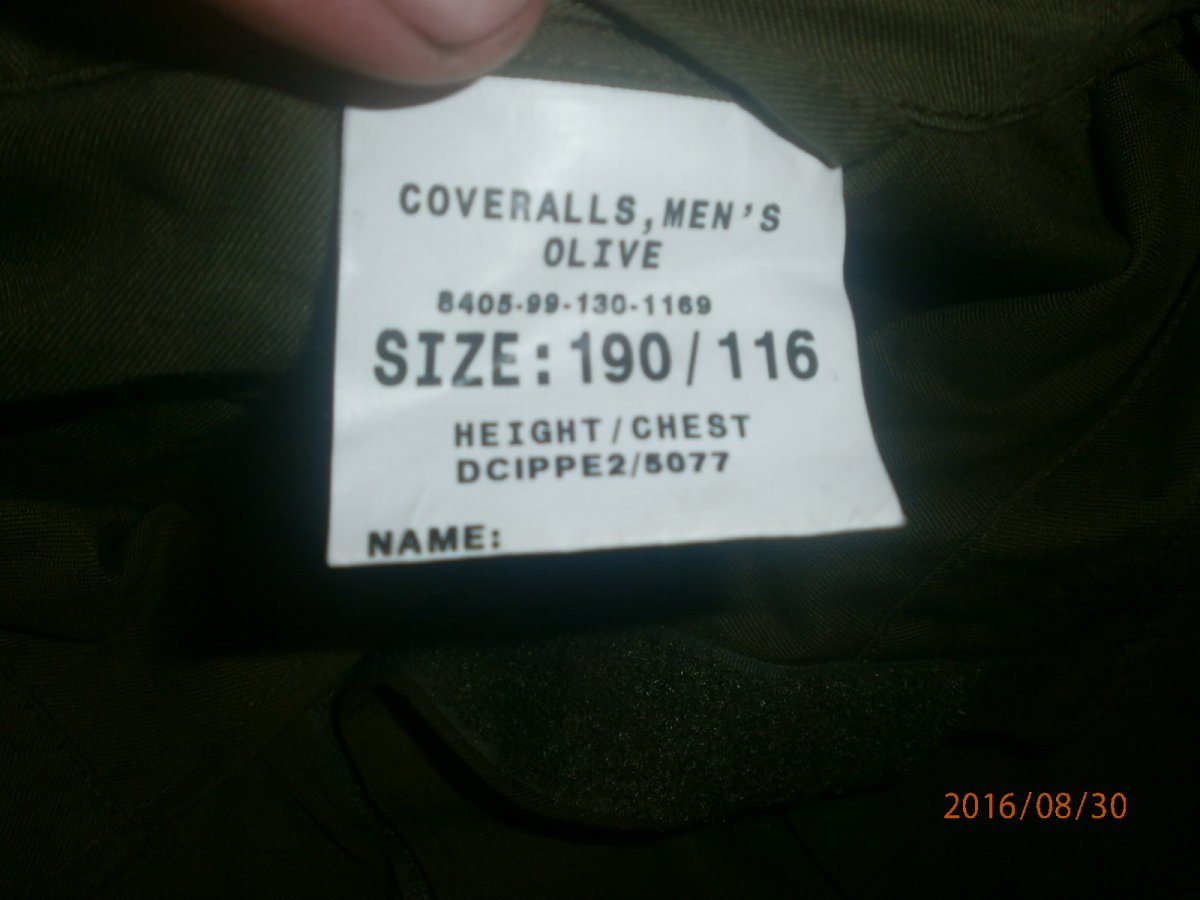 COVERALLS,MEN'S
OLIVE
8405-99-130-1169
SIZE: 190/116
HEIGHT/CHEST
DCIPPE2/5077
NAME:
2016/08/30